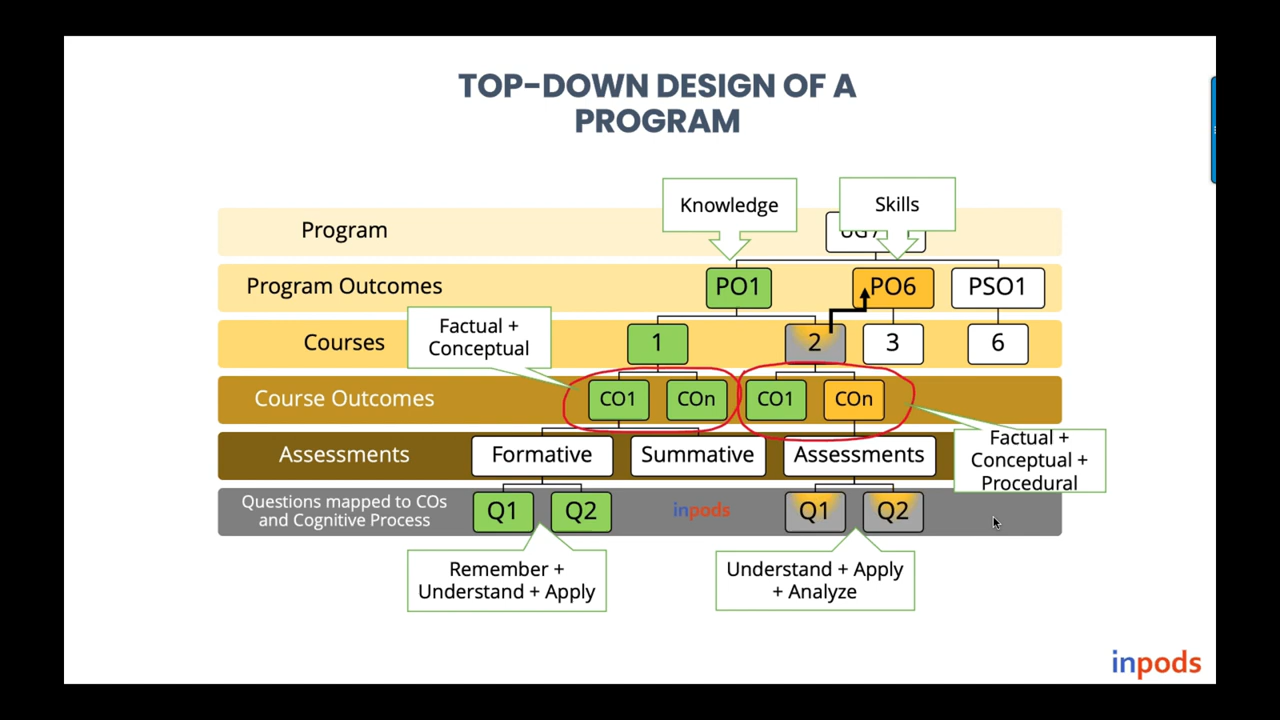 TOP-DOWN DESIGN OF A
PROGRAM
Knowledge
Skills
Program
Program Outcomes
PO1
PO6
PSO1
Factual +
Conceptual
Courses
1
2
3
6
Course Outcomes
CO1
COn
CO1
COn
Assessments
Formative
Summative
Assessments
Factual +
Conceptual +
Procedural
Questions mapped to COs
and Cognitive Process
Q1
Q2
inpods
Q1
Q2
Remember +
Understand + Apply
Understand + Apply
+ Analyze
inpods